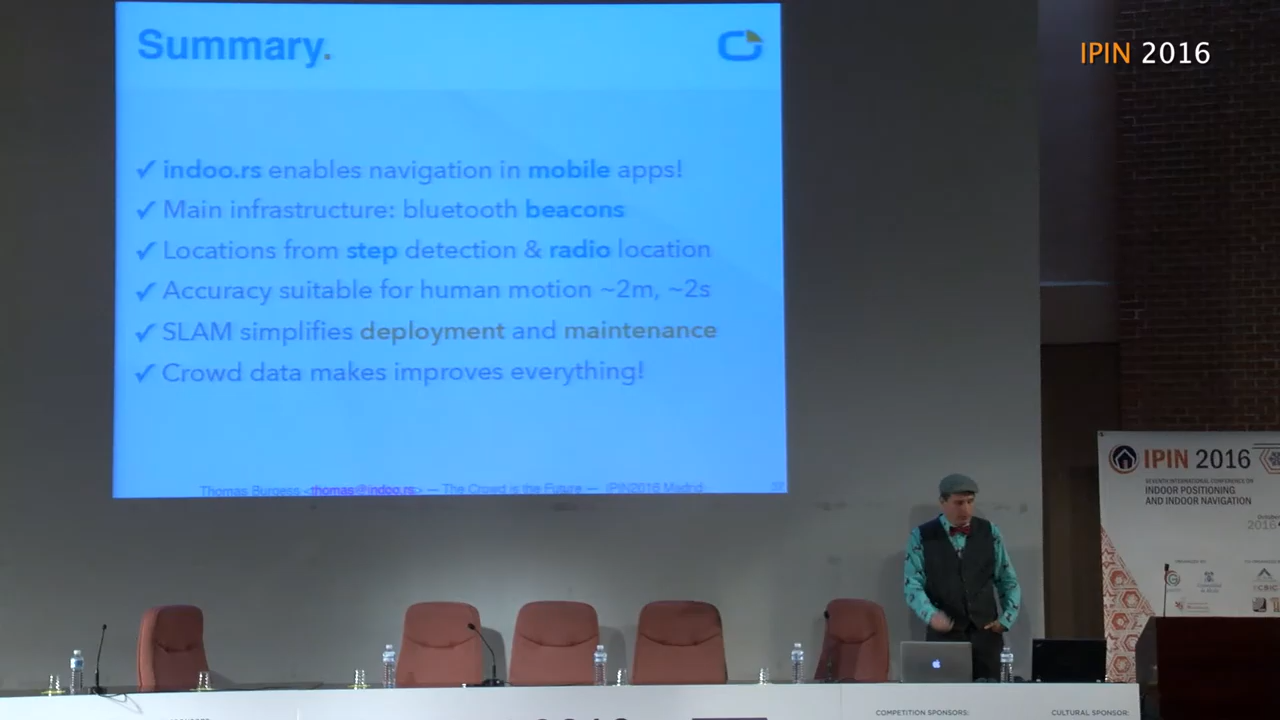 Summary.
IPIN 2016
✓ indoo.rs enables navigation in mobile apps!
✓ Main infrastructure: bluetooth beacons
✓ Locations from step detection & radio location
✓ Accuracy suitable for human motion ~2m, ~2s
✓ SLAM simplifies deployment and maintenance
✓ Crowd data makes improves everything!
Thomas Burgess <thomas@indoo.rs> — The Crowd is the Future — IPIN2016 Madrid
IPIN 2016
SEVENTH INTERNATIONAL CONFERENCE ON
INDOOR POSITIONING
AND INDOOR NAVIGATION
2016
COMPETITION SPONSORS:
CULTURAL SPONSOR: